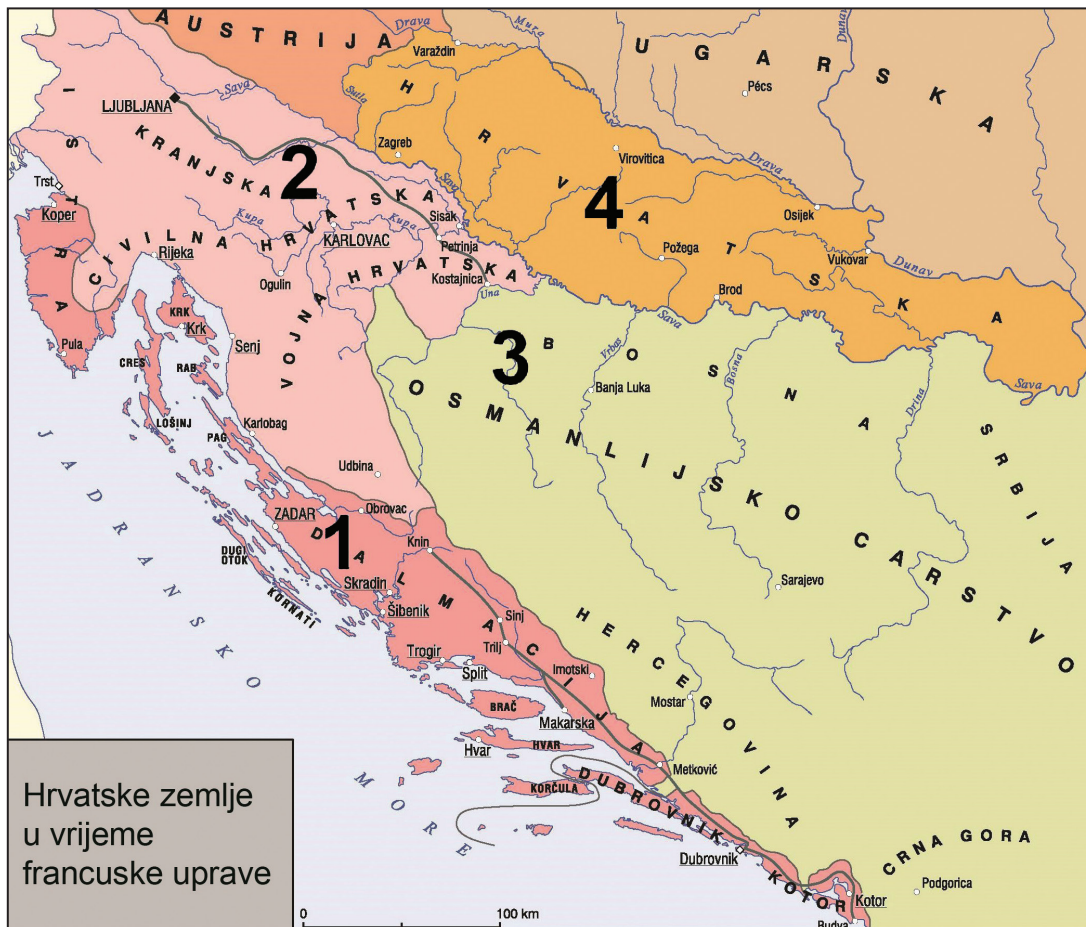 AUSTRIJA
UGARSKA
Drava
Mura
Dunav
Varaždin
Pécs
LJUBLJANA
Sava
Sutla
HRVATSKA
Zagreb
Virovitica
Drava
ISTRA
KRANJSKA
2
HRVATSKA
4
Trst
Koper
Sava
Sisak
Osijek
CIVILNA HRVATSKA
Kupa
Kupa
KARLOVAC
Petrinja
Požega
Vukovar
Dunav
Rijeka
Ogulin
VOJNA HRVATSKA
Kostajnica
Una
Brod
Sava
KRK
Krk
Pula
CRES
RAB
Senj
3
BOSNA
Vrbas
Bosna
Drina
Sava
Banja Luka
OSMANLIJSKO CARSTVO
SRBIJA
LOŠINJ
PAG
Karlobag
Udbina
JADRANSKO MORE
ZADAR
Obrovac
1
DALMACIJA
Knin
DUGI
OTOK
KORNATI
Skradin
Šibenik
Sinj
Trilj
Sarajevo
HERCEGOVINA
Trogir
Split
Imotski
Mostar
BRAČ
Makarska
Hvar
HVAR
Metković
KORČULA
DUBROVNIK
Dubrovnik
CRNA GORA
KOTOR
Kotor
Podgorica
Budva
Hrvatske zemlje
u vrijeme
francuske uprave
0
100 km